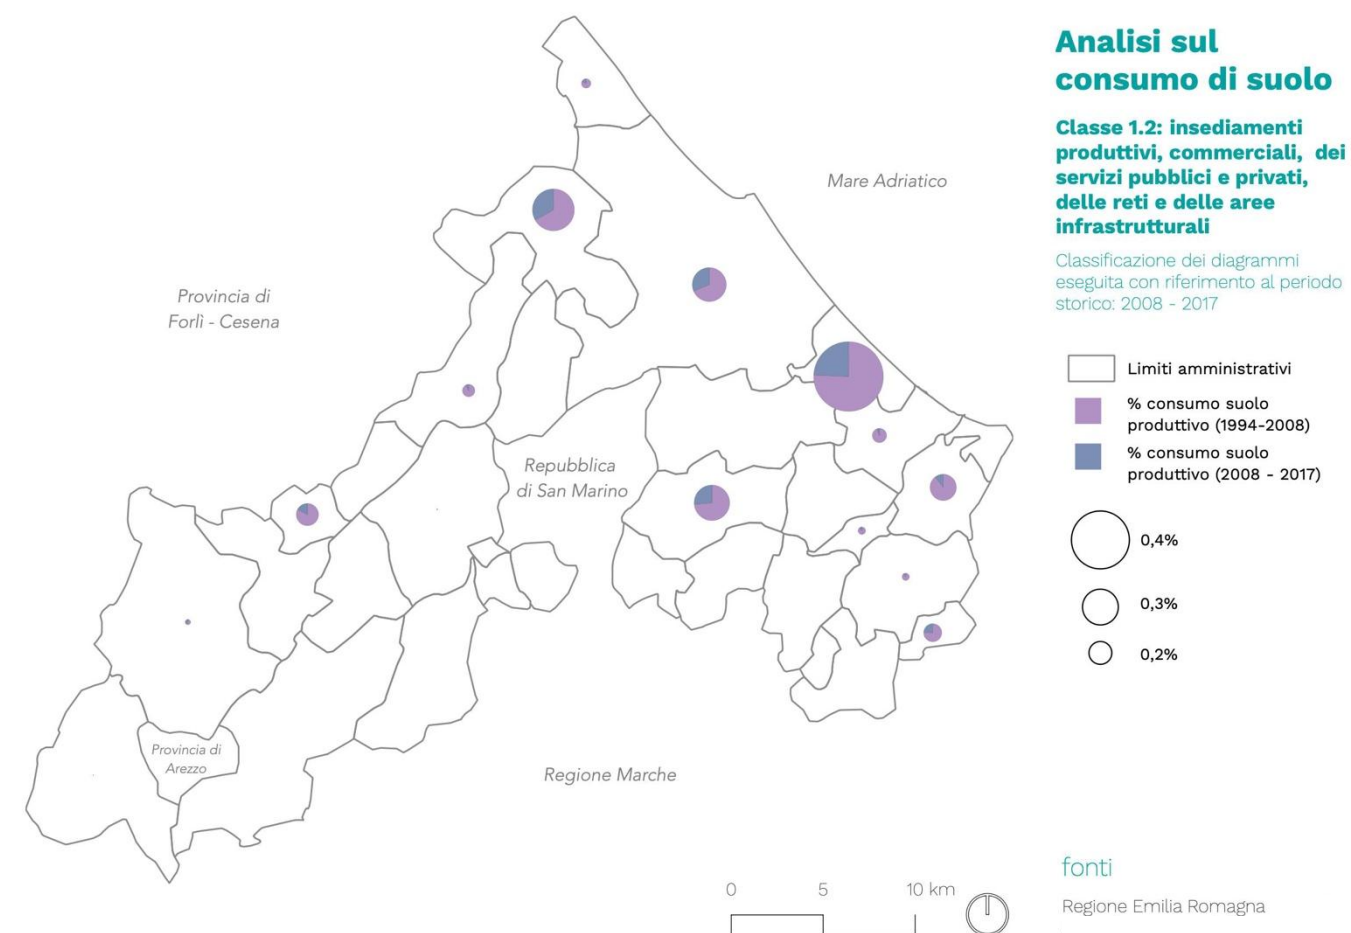 Analisi sul
consumo di suolo
Classe 1.2: insediamenti
produttivi, commerciali, dei
servizi pubblici e privati,
delle reti e delle aree
infrastrutturali
Classificazione dei diagrammi
eseguita con riferimento al periodo
storico: 2008 - 2017
Limiti amministrativi
% consumo suolo
produttivo (1994-2008)
% consumo suolo
produttivo (2008 - 2017)
0,4%
0,3%
0,2%
Mare Adriatico
Provincia di
Forlì - Cesena
Repubblica
di San Marino
Provincia di
Arezzo
Regione Marche
0 5 10 km
fonti
Regione Emilia Romagna